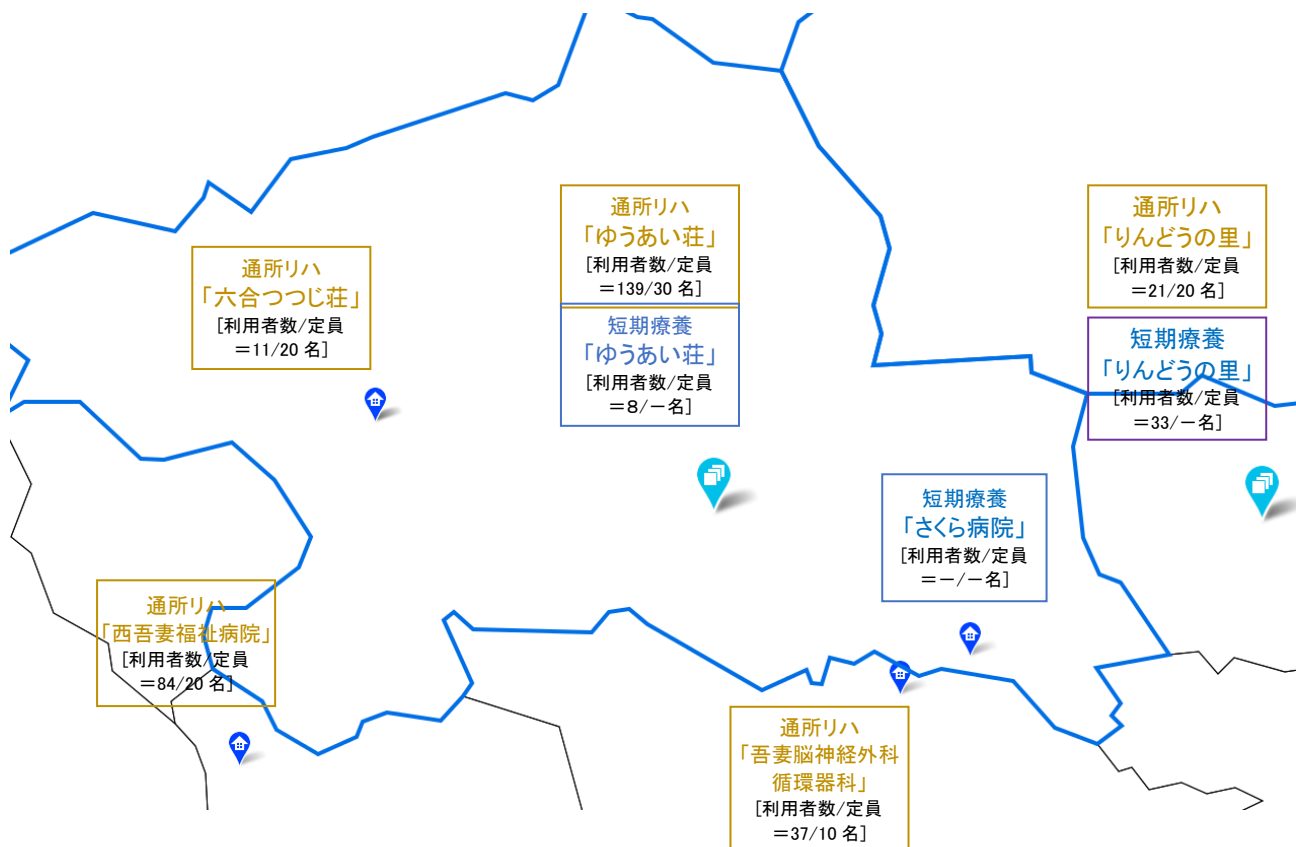 通所リハ
「ゆうあい荘」
[利用者数/定員
＝139/30 名]
通所リハ
「りんどうの里」
[利用者数/定員
＝21/20 名]
通所リハ
「六合つつじ荘」
[利用者数/定員
＝11/20 名]
短期療養
「ゆうあい荘」
[利用者数/定員
＝８/－名]
短期療養
「りんどうの里」
[利用者数/定員
＝33/－名]
短期療養
「さくら病院」
[利用者数/定員
＝－/－名]
通所リハ
「西吾妻福祉病院」
[利用者数/定員
＝84/20 名]
通所リハ
「吾妻脳神経外科
循環器科」
[利用者数/定員
＝37/10 名]